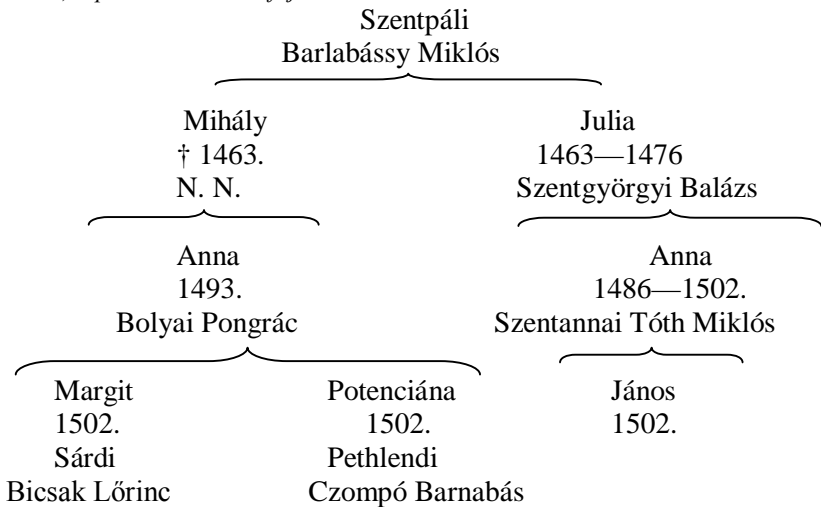 Szentpáli
Barlabássy Miklós
Mihály Julia
† 1463. 1463—1476
N. N. Szentgyörgyi Balázs
Anna Anna
1493. 1486—1502.
Bolyai Pongrác Szentannai Tóth Miklós
Margit Potenciána János
1502. 1502. 1502.
Sárdi Pethlendi
Bicsak Lőrinc Czompó Barnabás